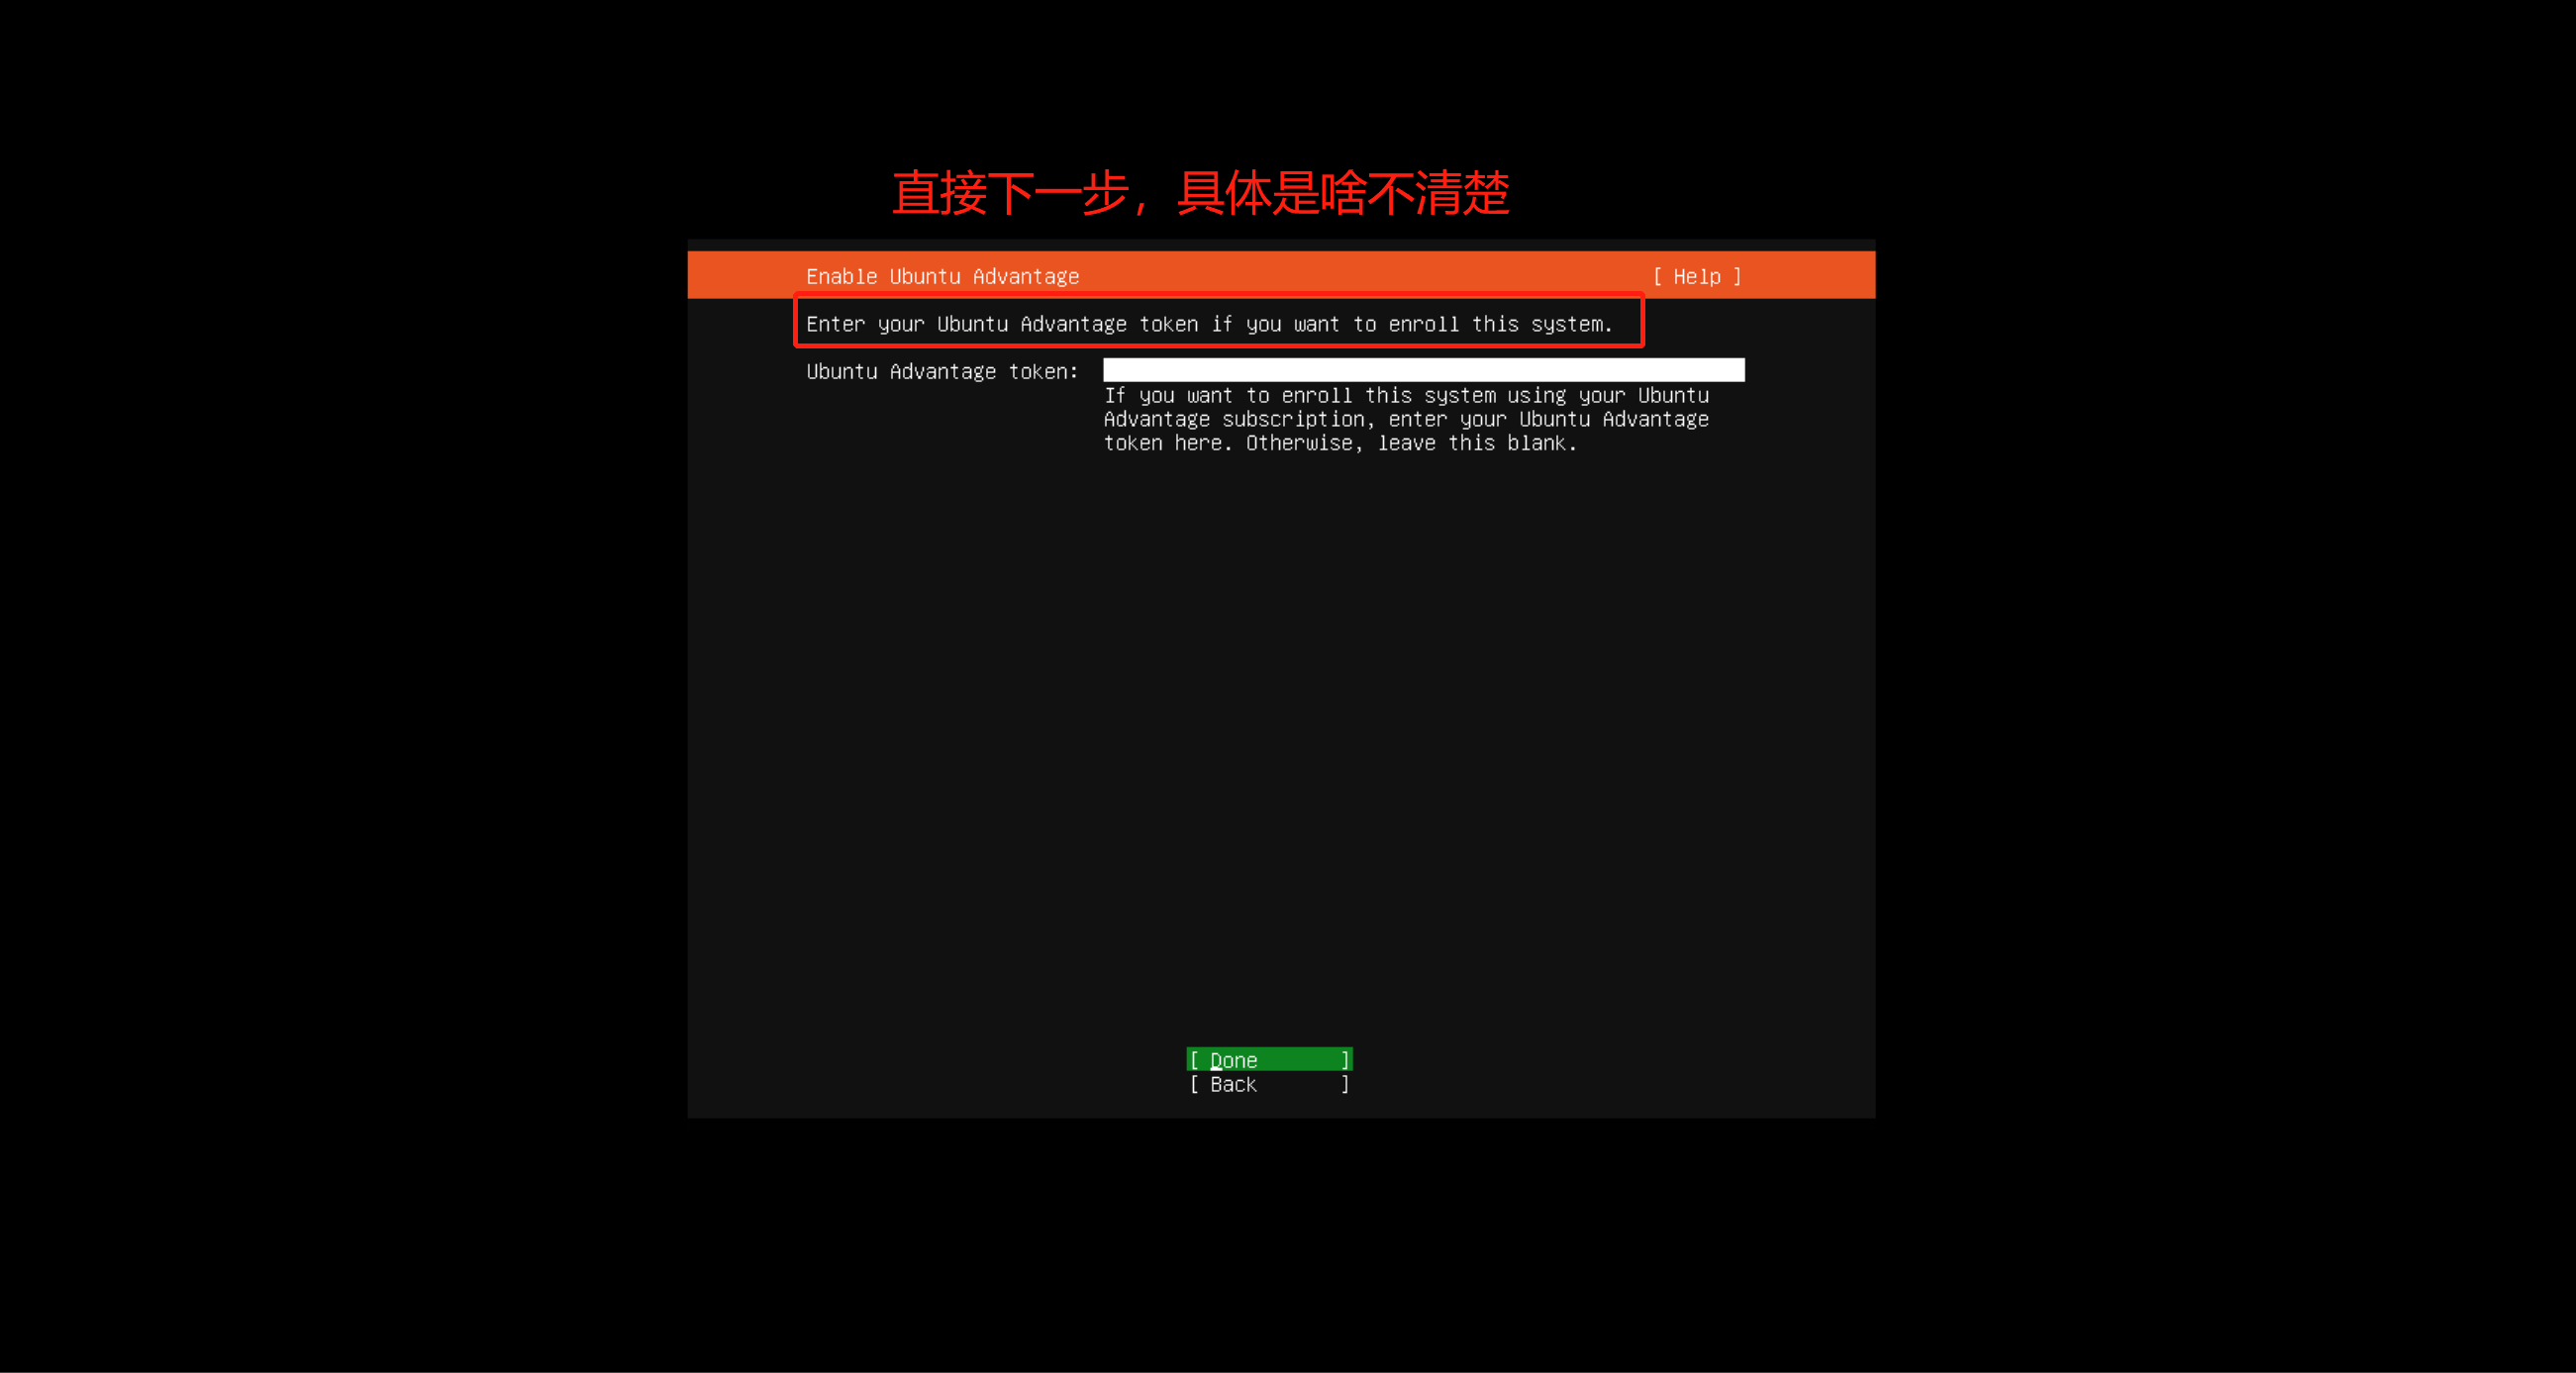 直接下一步，具体是啥不清楚
Enable Ubuntu Advantage [ Help ]
Enter your Ubuntu Advantage token if you want to enroll this system.
Ubuntu Advantage token:
If you want to enroll this system using your Ubuntu
Advantage subscription, enter your Ubuntu Advantage
token here. Otherwise, leave this blank.
[ Done ]
[ Back ]